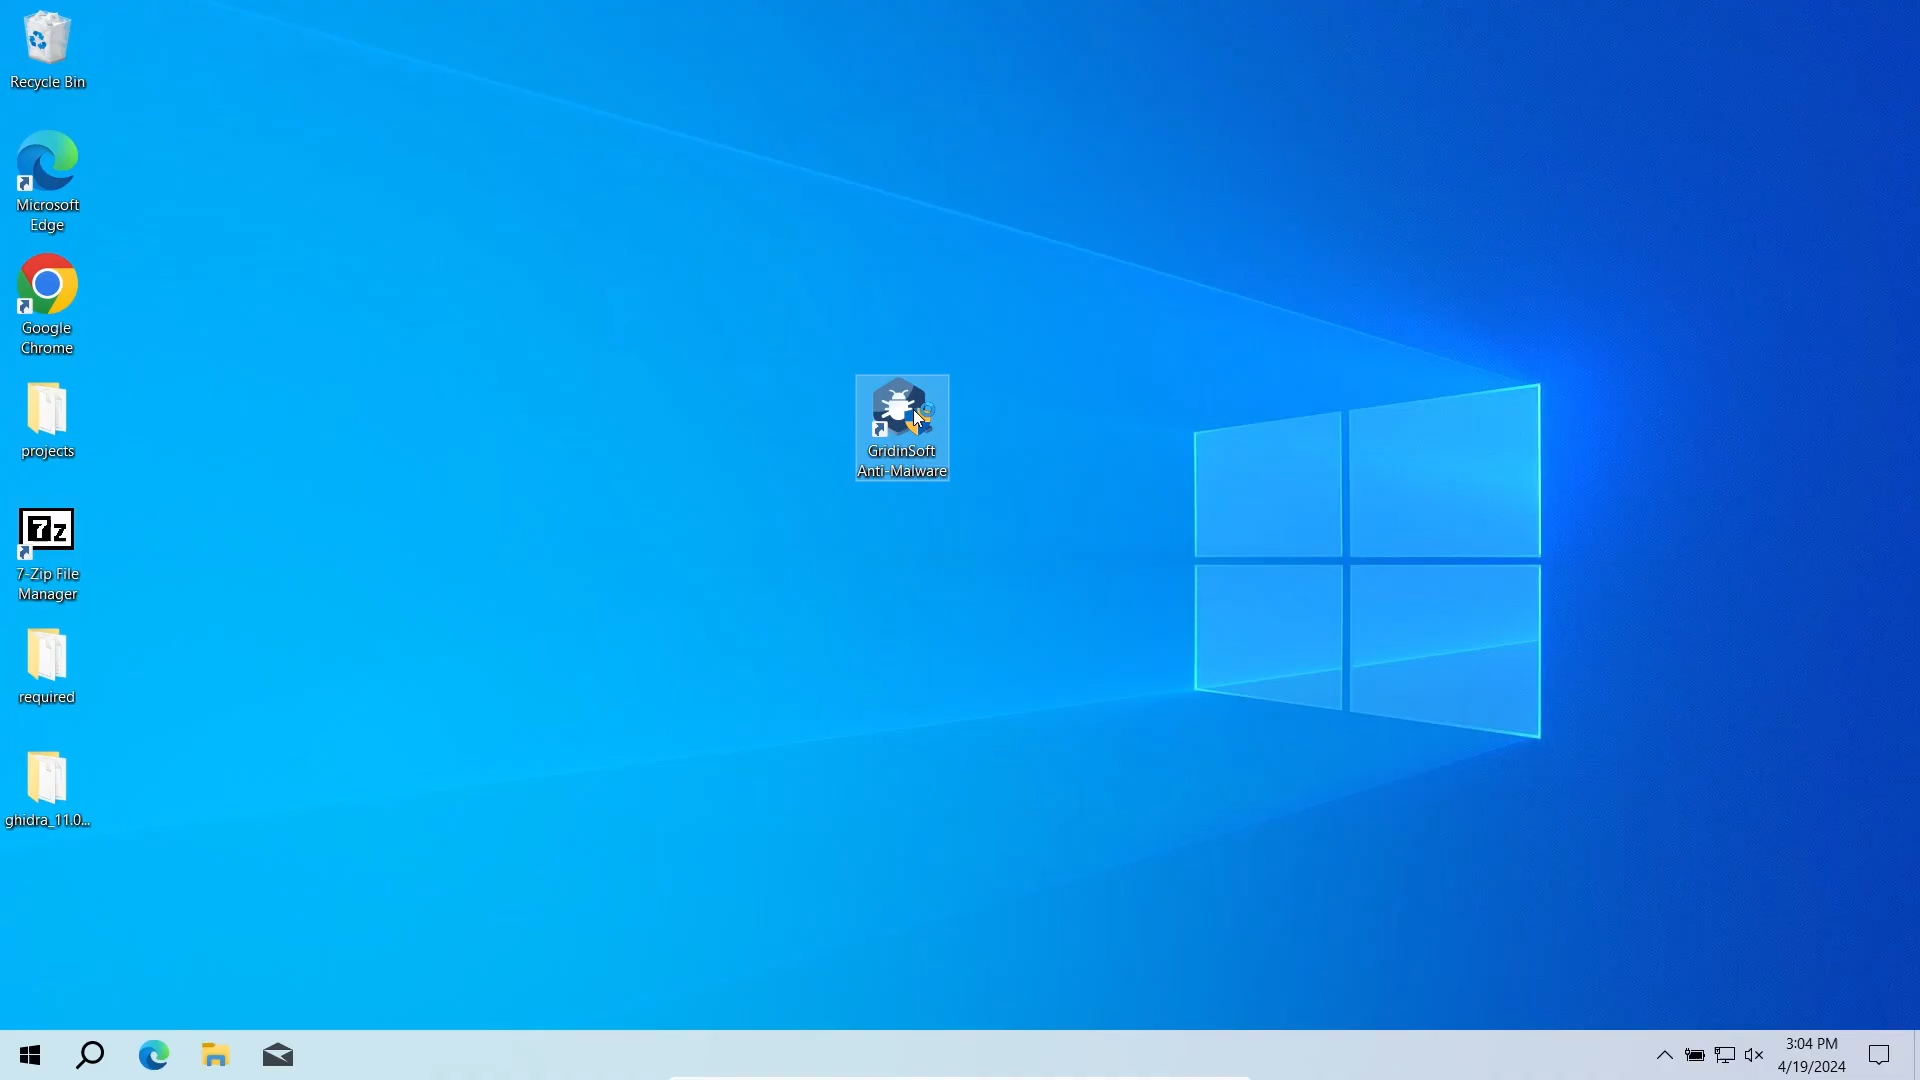 Recycle Bin
Microsoft
Edge
Google
Chrome
projects
7z
7-Zip File
Manager
required
ghidra_11.0...
GridinSoft
Anti-Malware
3:04 PM
4/19/2024